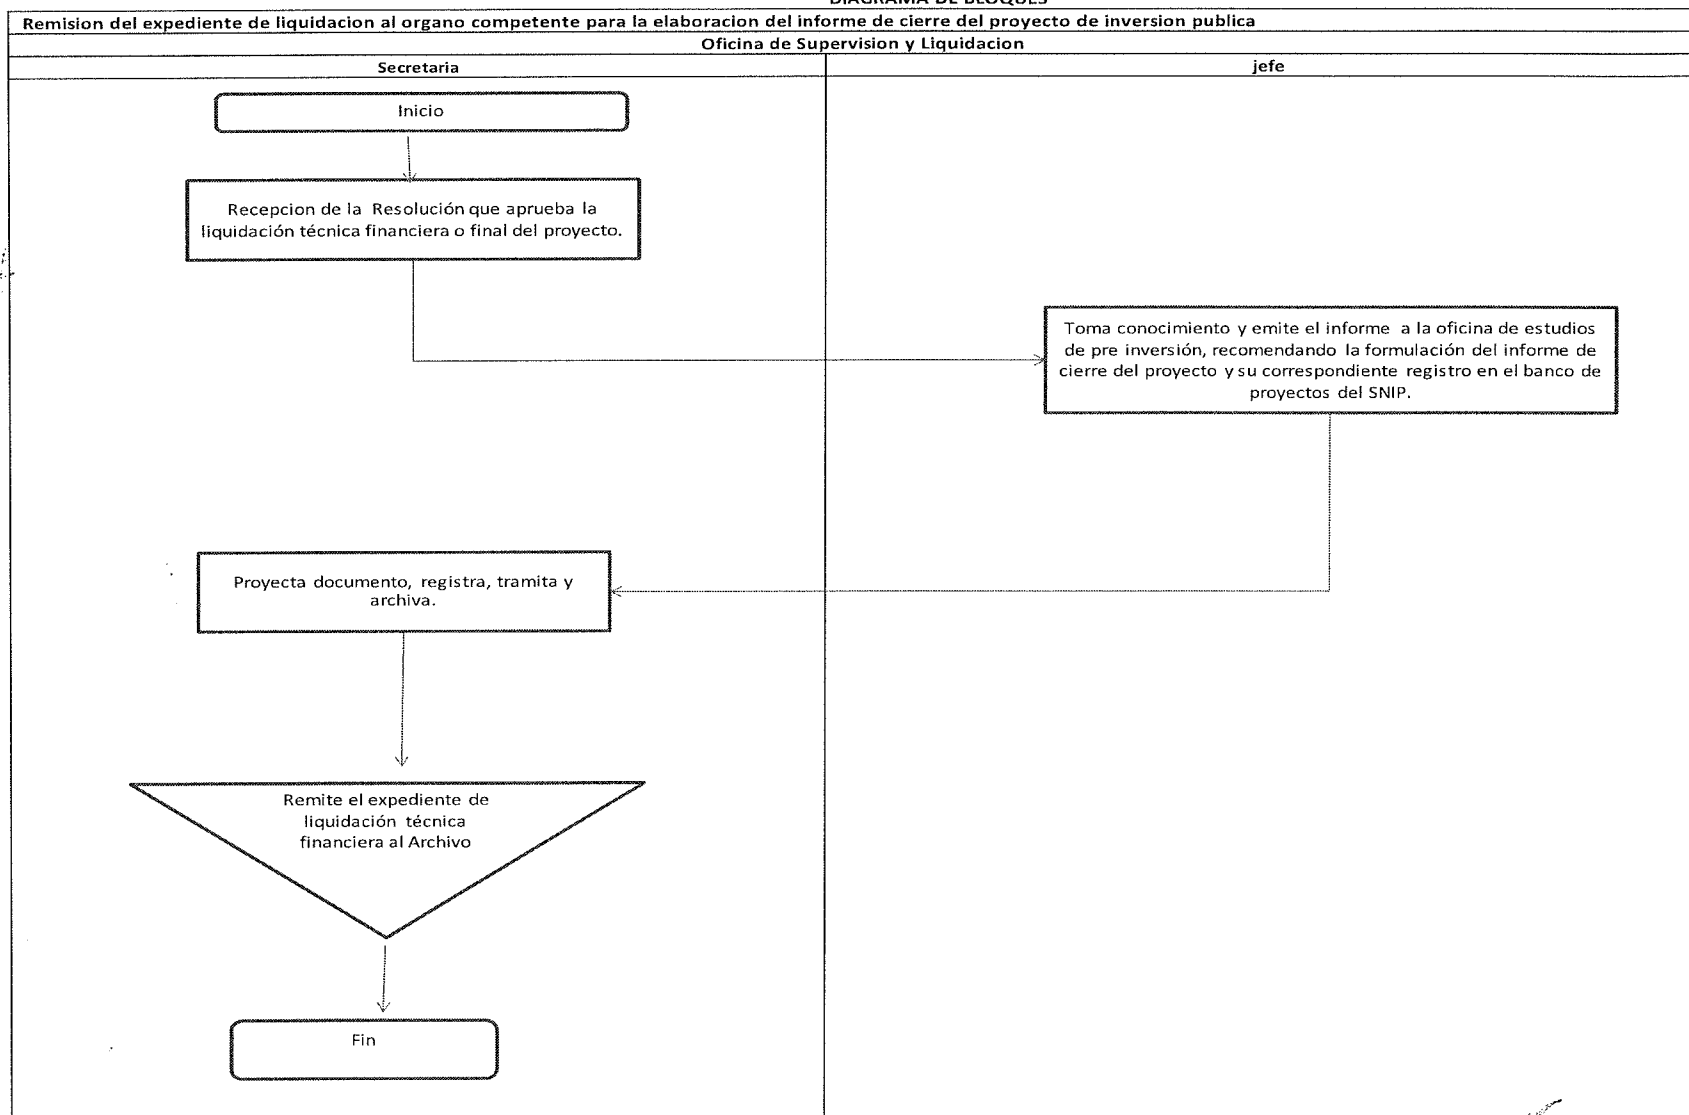 DIAGRAMA DE BLOQUES
Remision del expediente de liquidacion al organo competente para la elaboracion del informe de cierre del proyecto de inversion publica
Oficina de Supervision y Liquidacion
Secretaria
jefe
Inicio
Recepcion de la Resolución que aprueba la
liquidación técnica financiera o final del proyecto.
Toma conocimiento y emite el informe a la oficina de estudios
de pre inversión, recomendando la formulación del informe de
cierre del proyecto y su correspondiente registro en el banco de
proyectos del SNIP.
Proyecta documento, registra, tramita y
archiva.
Remite el expediente de
liquidación técnica
financiera al Archivo
Fin